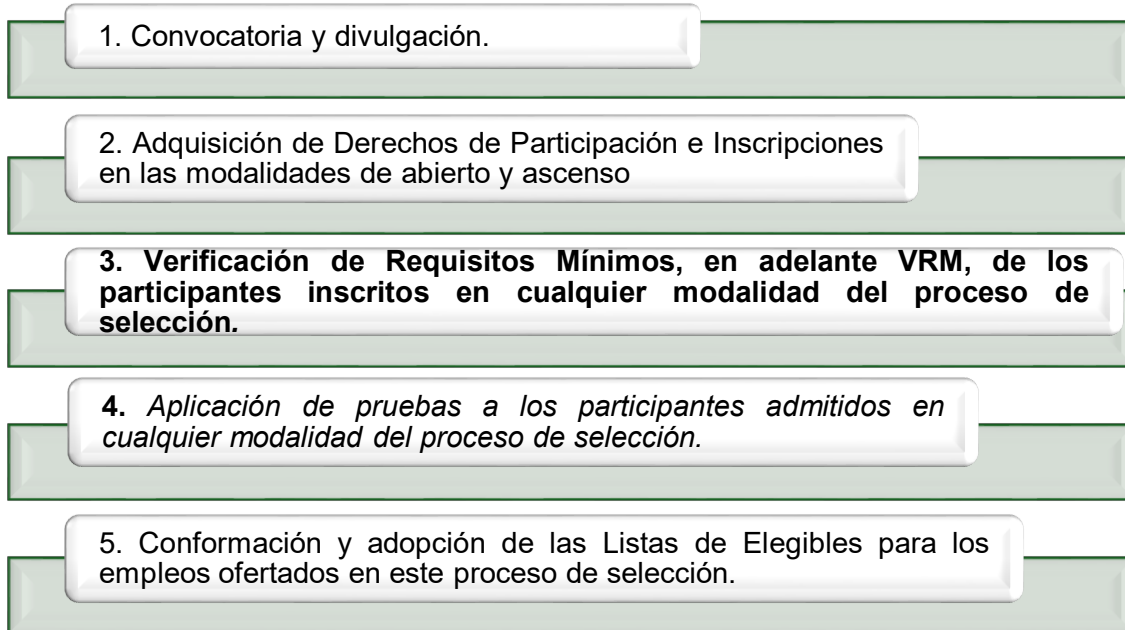 1. Convocatoria y divulgación.
2. Adquisición de Derechos de Participación e Inscripciones
en las modalidades de abierto y ascenso
3. Verificación de Requisitos Mínimos, en adelante VRM, de los
participantes inscritos en cualquier modalidad del proceso de
selección.
4. Aplicación de pruebas a los participantes admitidos en
cualquier modalidad del proceso de selección.
5. Conformación y adopción de las Listas de Elegibles para los
empleos ofertados en este proceso de selección.